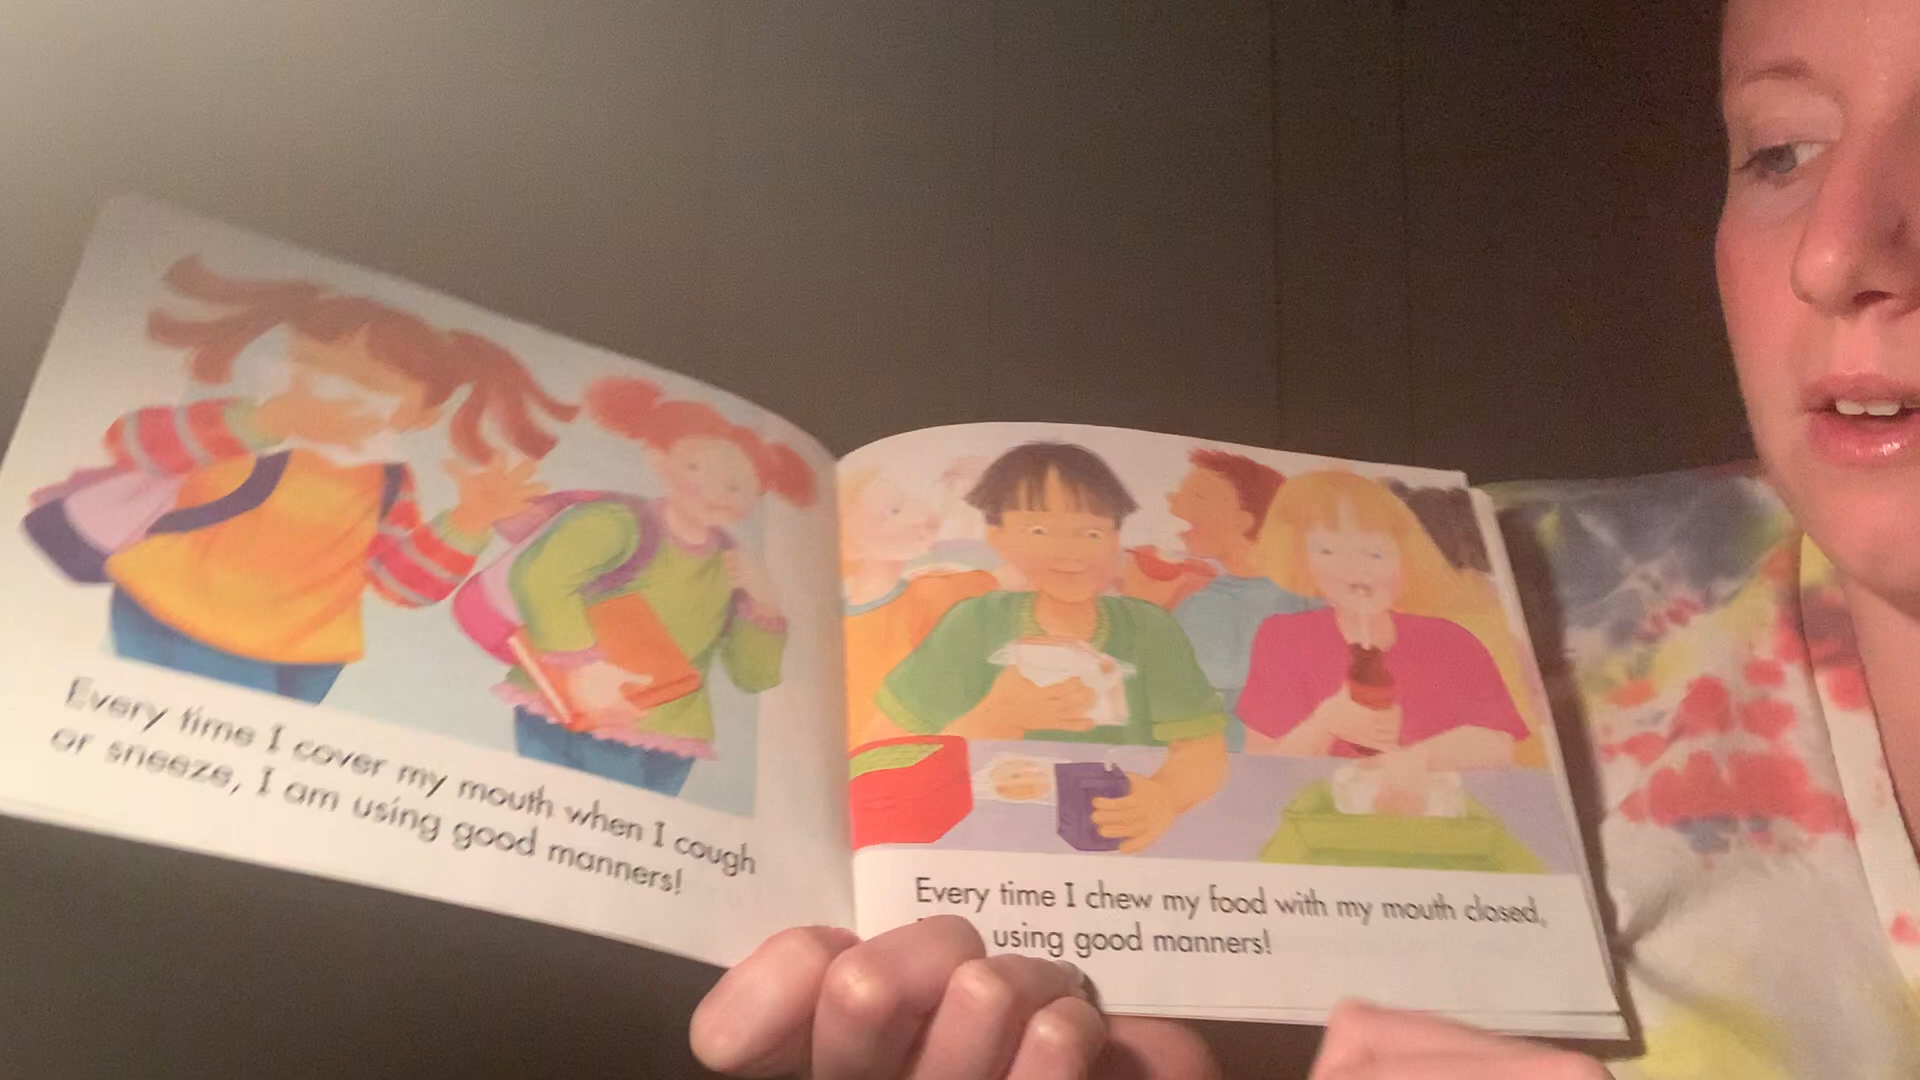 Every time I cover my mouth when I cough
or sneeze, I am using good manners!
Every time I chew my food with my mouth closed,
using good manners!